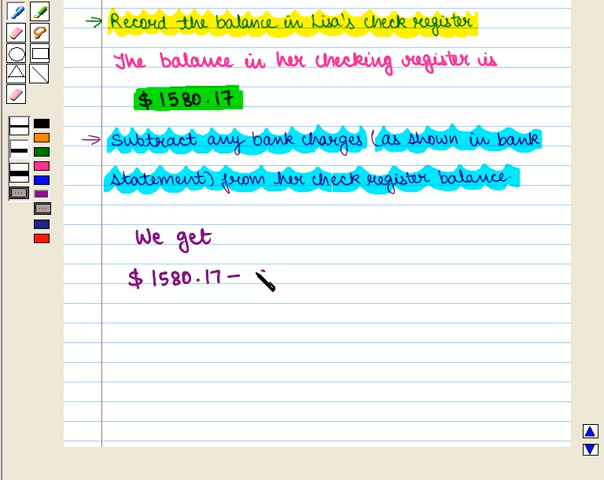 → Record the balance in Lisa's check register
The balance in her checking register is
$ 1580.17
→ Subtract any bank charges (as shown in bank
statement) from her check register balance.
We get
$ 1580.17 -